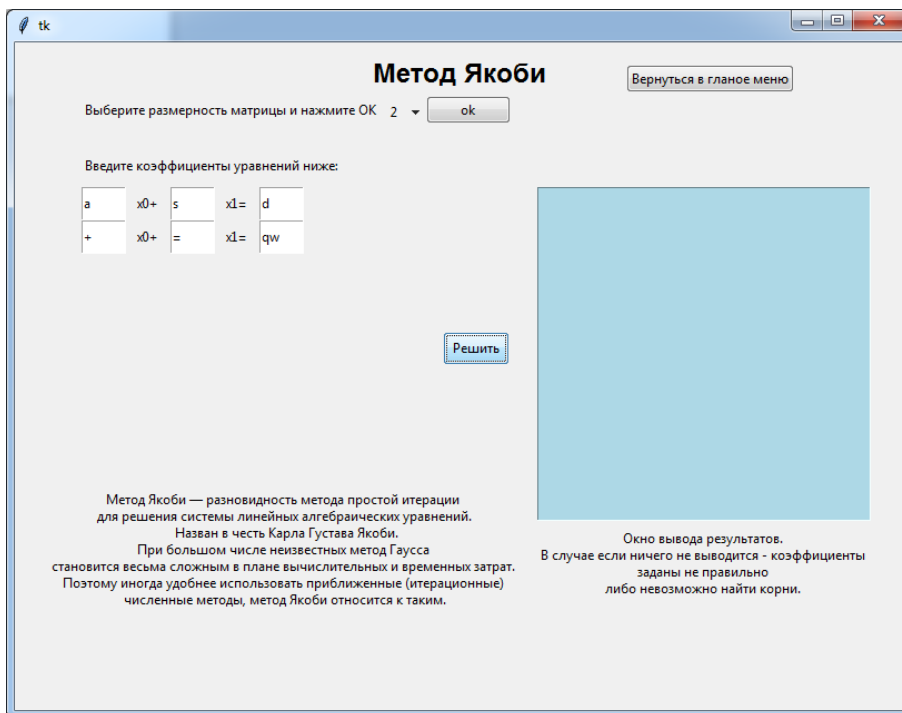 tk
Метод Якоби
Вернуться в гланое меню
Выберите размерность матрицы и нажмите ОК 2 ok
Введите коэффициенты уравнений ниже:
a x0+ s x1= d
+ x0+ = x1= qw
Решить
Метод Якоби — разновидность метода простой итерации
для решения системы линейных алгебраических уравнений.
Назван в честь Карла Густава Якоби.
При большом числе неизвестных метод Гаусса
становится весьма сложным в плане вычислительных и временных затрат.
Поэтому иногда удобнее использовать приближенные (итерационные)
численные методы, метод Якоби относится к таким.
Окно вывода результатов.
В случае если ничего не выводится - коэффициенты
заданы не правильно
либо невозможно найти корни.